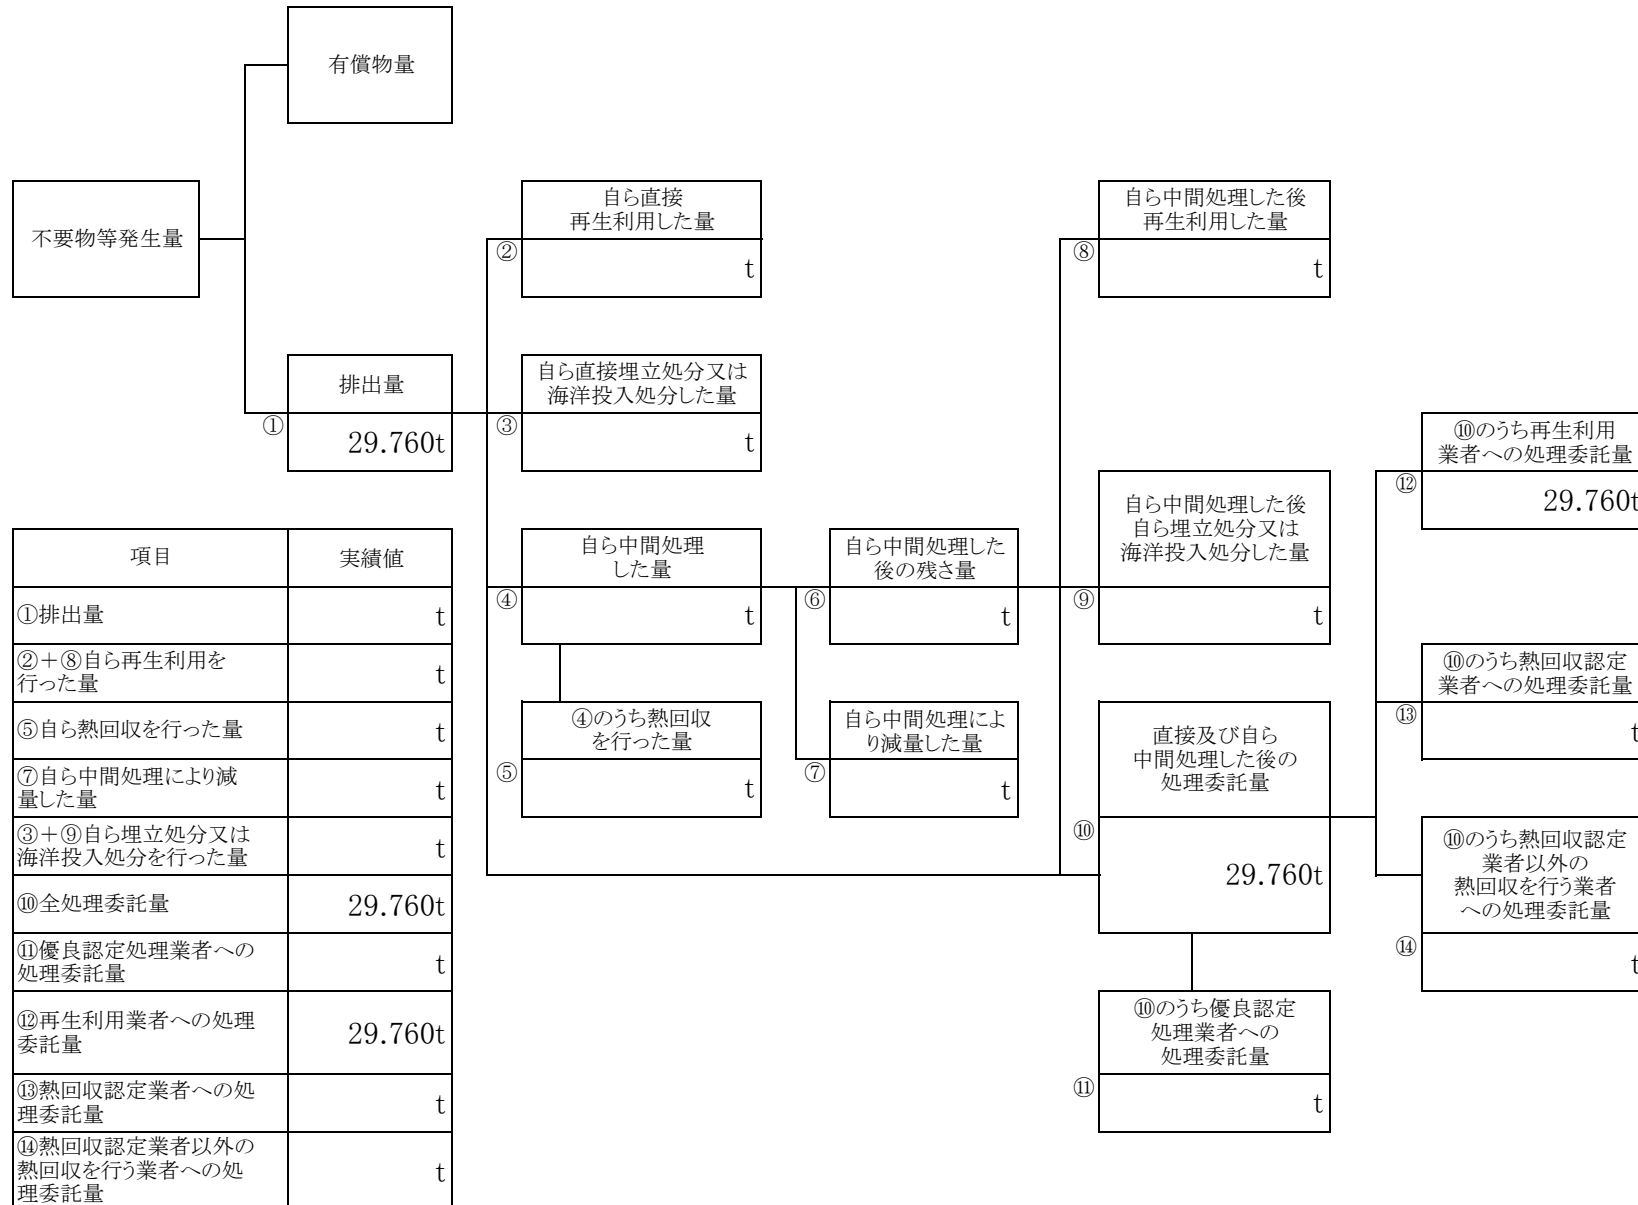 有償物量
不要物等発生量
自ら直接
再生利用した量
②
t
自ら中間処理した後
再生利用した量
⑧
t
排出量
①
29.760t
自ら直接埋立処分又は
海洋投入処分した量
③
t
⑩のうち再生利用
業者への処理委託量
⑫
29.760t
自ら中間処理
した量
④
t
自ら中間処理した
後の残さ量
⑥
t
自ら中間処理した後
自ら埋立処分又は
海洋投入処分した量
⑨
t
⑩のうち熱回収認定
業者への処理委託量
⑬
t
④のうち熱回収
を行った量
⑤
t
自ら中間処理によ
り減量した量
⑦
t
直接及び自ら
中間処理した後の
処理委託量
⑩
29.760t
⑩のうち熱回収認定
業者以外の
熱回収を行う業者
への処理委託量
⑭
t
⑩のうち優良認定
処理業者への
処理委託量
⑪
t
項目 実績値
①排出量 t
②+⑧自ら再生利用を
行った量 t
⑤自ら熱回収を行った量 t
⑦自ら中間処理により減
量した量 t
③+⑨自ら埋立処分又は
海洋投入処分を行った量 t
⑩全処理委託量 29.760t
⑪優良認定処理業者への
処理委託量 t
⑫再生利用業者への処理
委託量 29.760t
⑬熱回収認定業者への処
理委託量 t
⑭熱回収認定業者以外の
熱回収を行う業者への処
理委託量 t